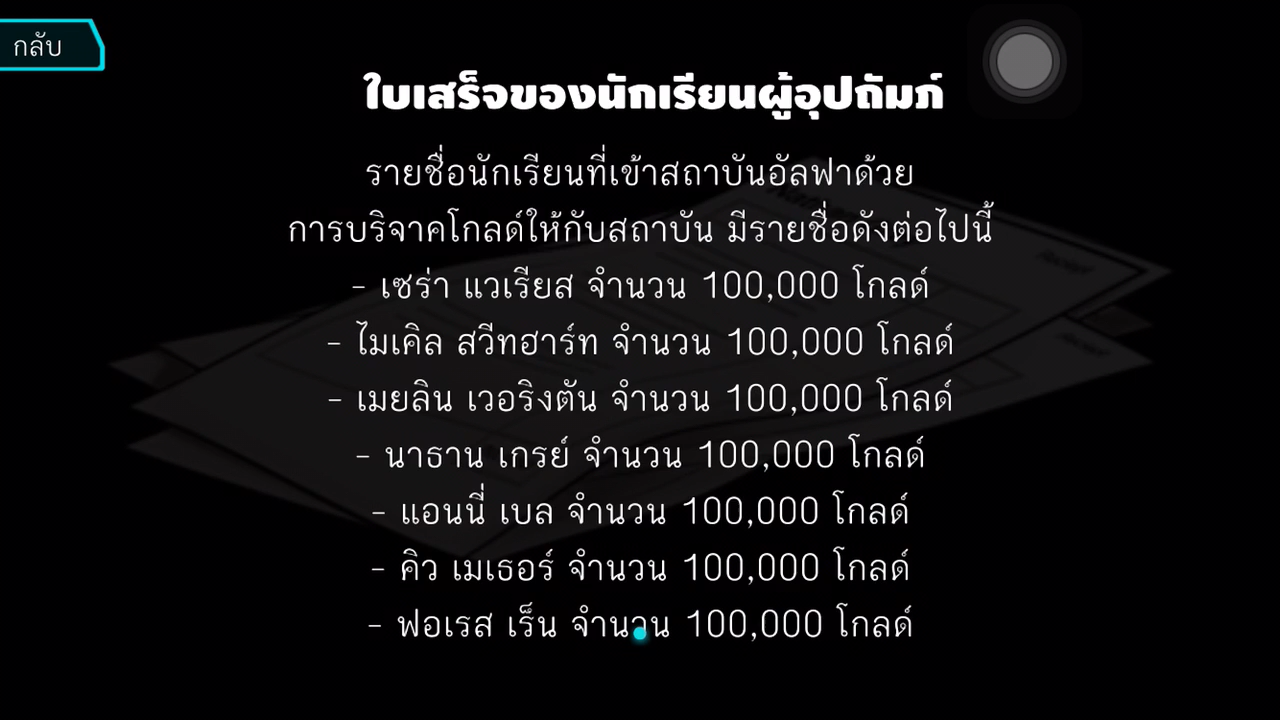 กลับ
ใบเสร็จของนักเรียนผู้อุปถัมภ์
รายชื่อนักเรียนที่เข้าสถาบันอัลฟาด้วย
การบริจาคโกลด์ให้กับสถาบัน มีรายชื่อดังต่อไปนี้
- เซร่า แวเรียส จำนวน 100,000 โกลด์
- ไมเคิล สวีทฮาร์ท จำนวน 100,000 โกลด์
- เมยลิน เวอริงตัน จำนวน 100,000 โกลด์
- นาธาน เกรย์ จำนวน 100,000 โกลด์
- แอนนี่ เบล จำนวน 100,000 โกลด์
- คิว เมเธอร์ จำนวน 100,000 โกลด์
- ฟอเรส เร็น จำนวน 100,000 โกลด์